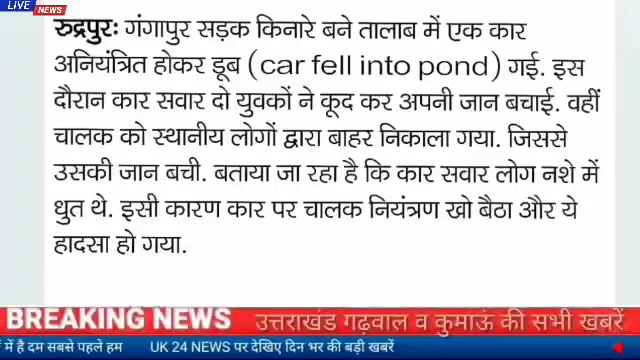 LIVE
NEWS
रुद्रपुरः गंगापुर सड़क किनारे बने तालाब में एक कार
अनियंत्रित होकर डूब (car fell into pond) गई. इस
दौरान कार सवार दो युवकों ने कूद कर अपनी जान बचाई. वहीं
चालक को स्थानीय लोगों द्वारा बाहर निकाला गया. जिससे
उसकी जान बची. बताया जा रहा है कि कार सवार लोग नशे में
धुत थे. इसी कारण कार पर चालक नियंत्रण खो बैठा और ये
हादसा हो गया.
BREAKING NEWS उत्तराखंड गढ़वाल व कुमाऊं की सभी खबरें
में है दम सबसे पहले हम UK 24 NEWS पर देखिए दिन भर की बड़ी खबरें